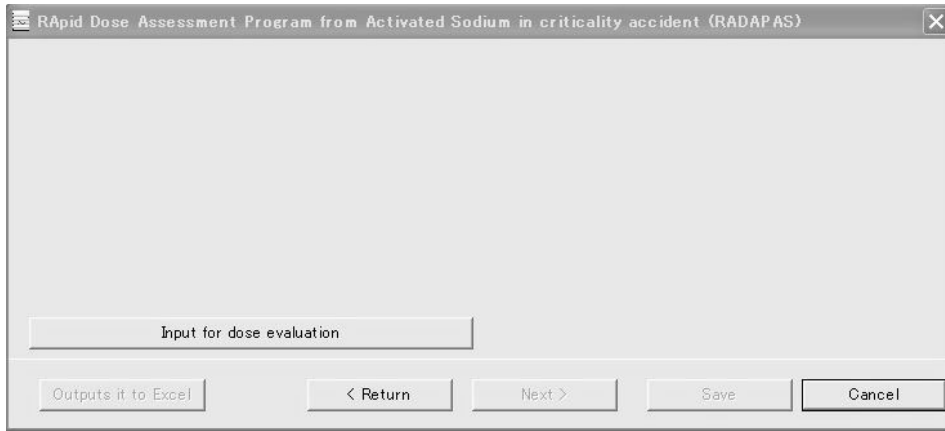 RApid Dose Assessment Program from Activated Sodium in criticality accident (RADAPAS)
Input for dose evaluation
Outputs it to Excel
< Return
Next >
Save
Cancel